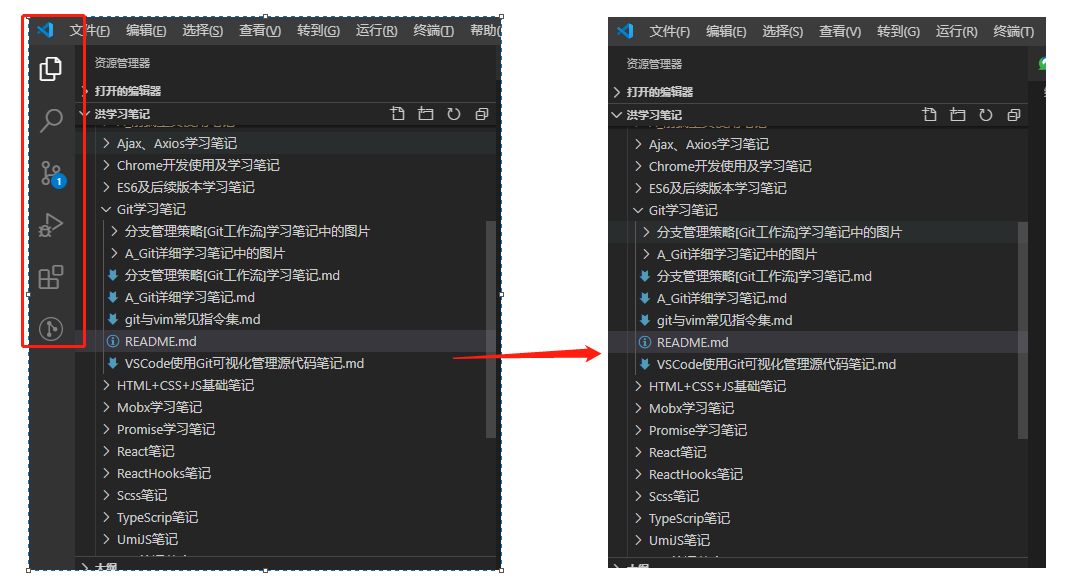 文件(F) 编辑(E) 选择(S) 查看(V) 转到(G) 运行(R) 终端(T) 帮助(
资源管理器
打开的编辑器
洪学习笔记
Ajax、Axios学习笔记
Chrome开发使用及学习笔记
ES6及后续版本学习笔记
1
Git学习笔记
分支管理策略[Git工作流]学习笔记中的图片
A_Git详细学习笔记中的图片
分支管理策略[Git工作流]学习笔记.md
A_Git详细学习笔记.md
git与vim常见指令集.md
README.md
VSCode使用Git可视化管理源代码笔记.md
HTML+CSS+JS基础笔记
Mobx学习笔记
Promise学习笔记
React笔记
ReactHooks笔记
Scss笔记
TypeScrip笔记
UmiJS笔记
大纲
文件(F) 编辑(E) 选择(S) 查看(V) 转到(G) 运行(R) 终端(T)
资源管理器
打开的编辑器
洪学习笔记
Ajax、Axios学习笔记
Chrome开发使用及学习笔记
ES6及后续版本学习笔记
Git学习笔记
分支管理策略[Git工作流]学习笔记中的图片
A_Git详细学习笔记中的图片
分支管理策略[Git工作流]学习笔记.md
A_Git详细学习笔记.md
git与vim常见指令集.md
README.md
VSCode使用Git可视化管理源代码笔记.md
HTML+CSS+JS基础笔记
Mobx学习笔记
Promise学习笔记
React笔记
ReactHooks笔记
Scss笔记
TypeScrip笔记
UmiJS笔记
大纲